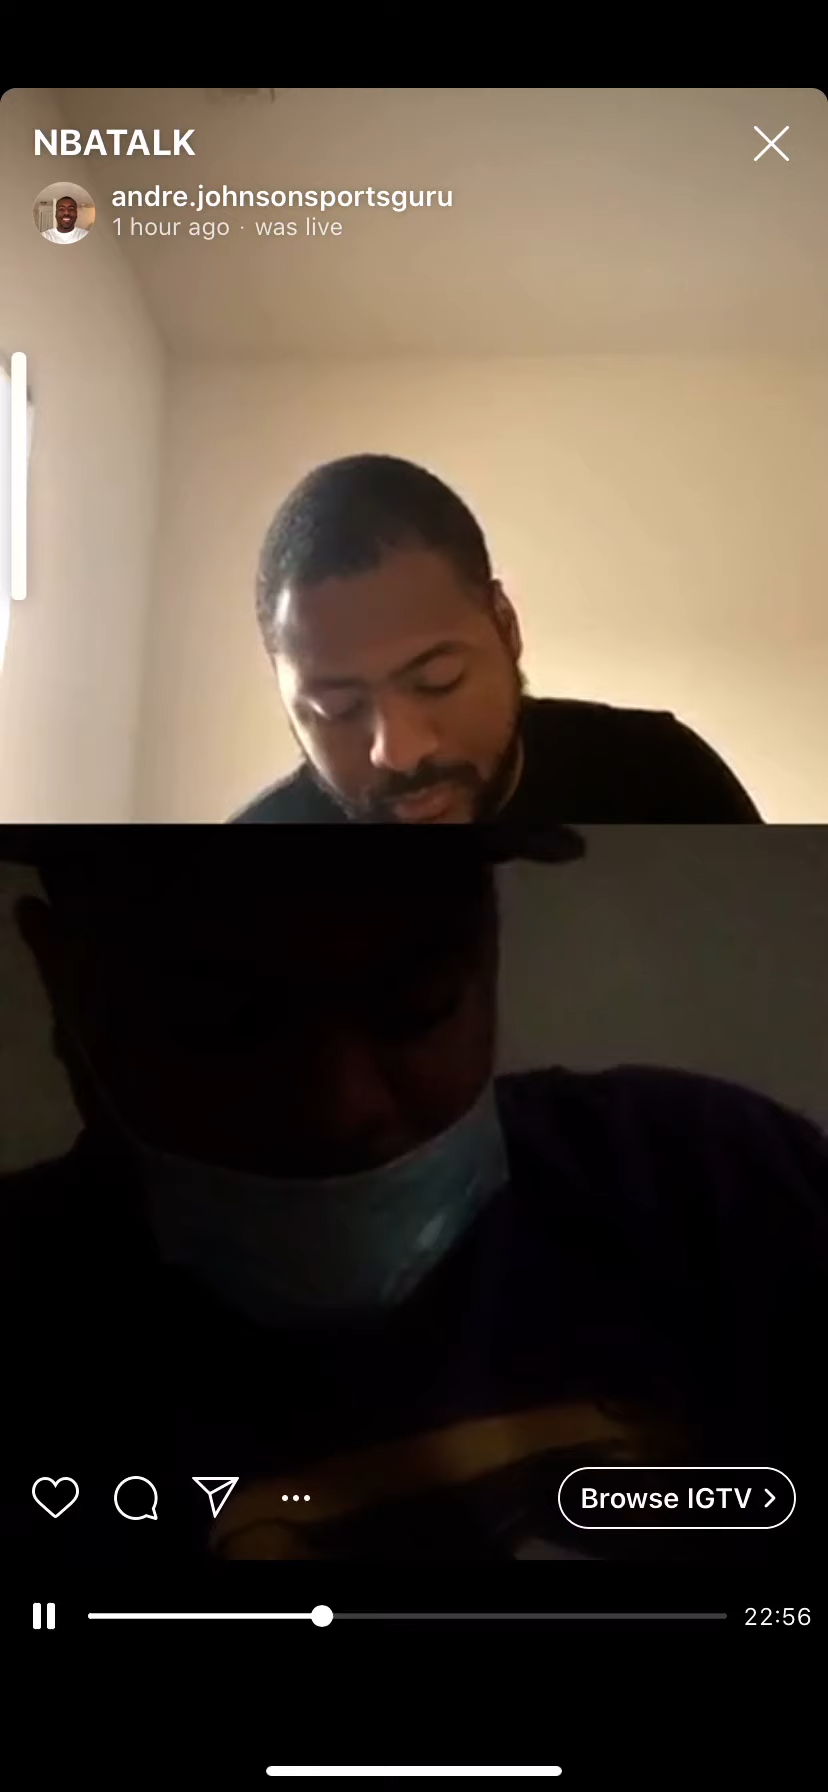 NBATALK
andre.johnsonsportsguru
1 hour ago · was live
Browse IGTV
22:56